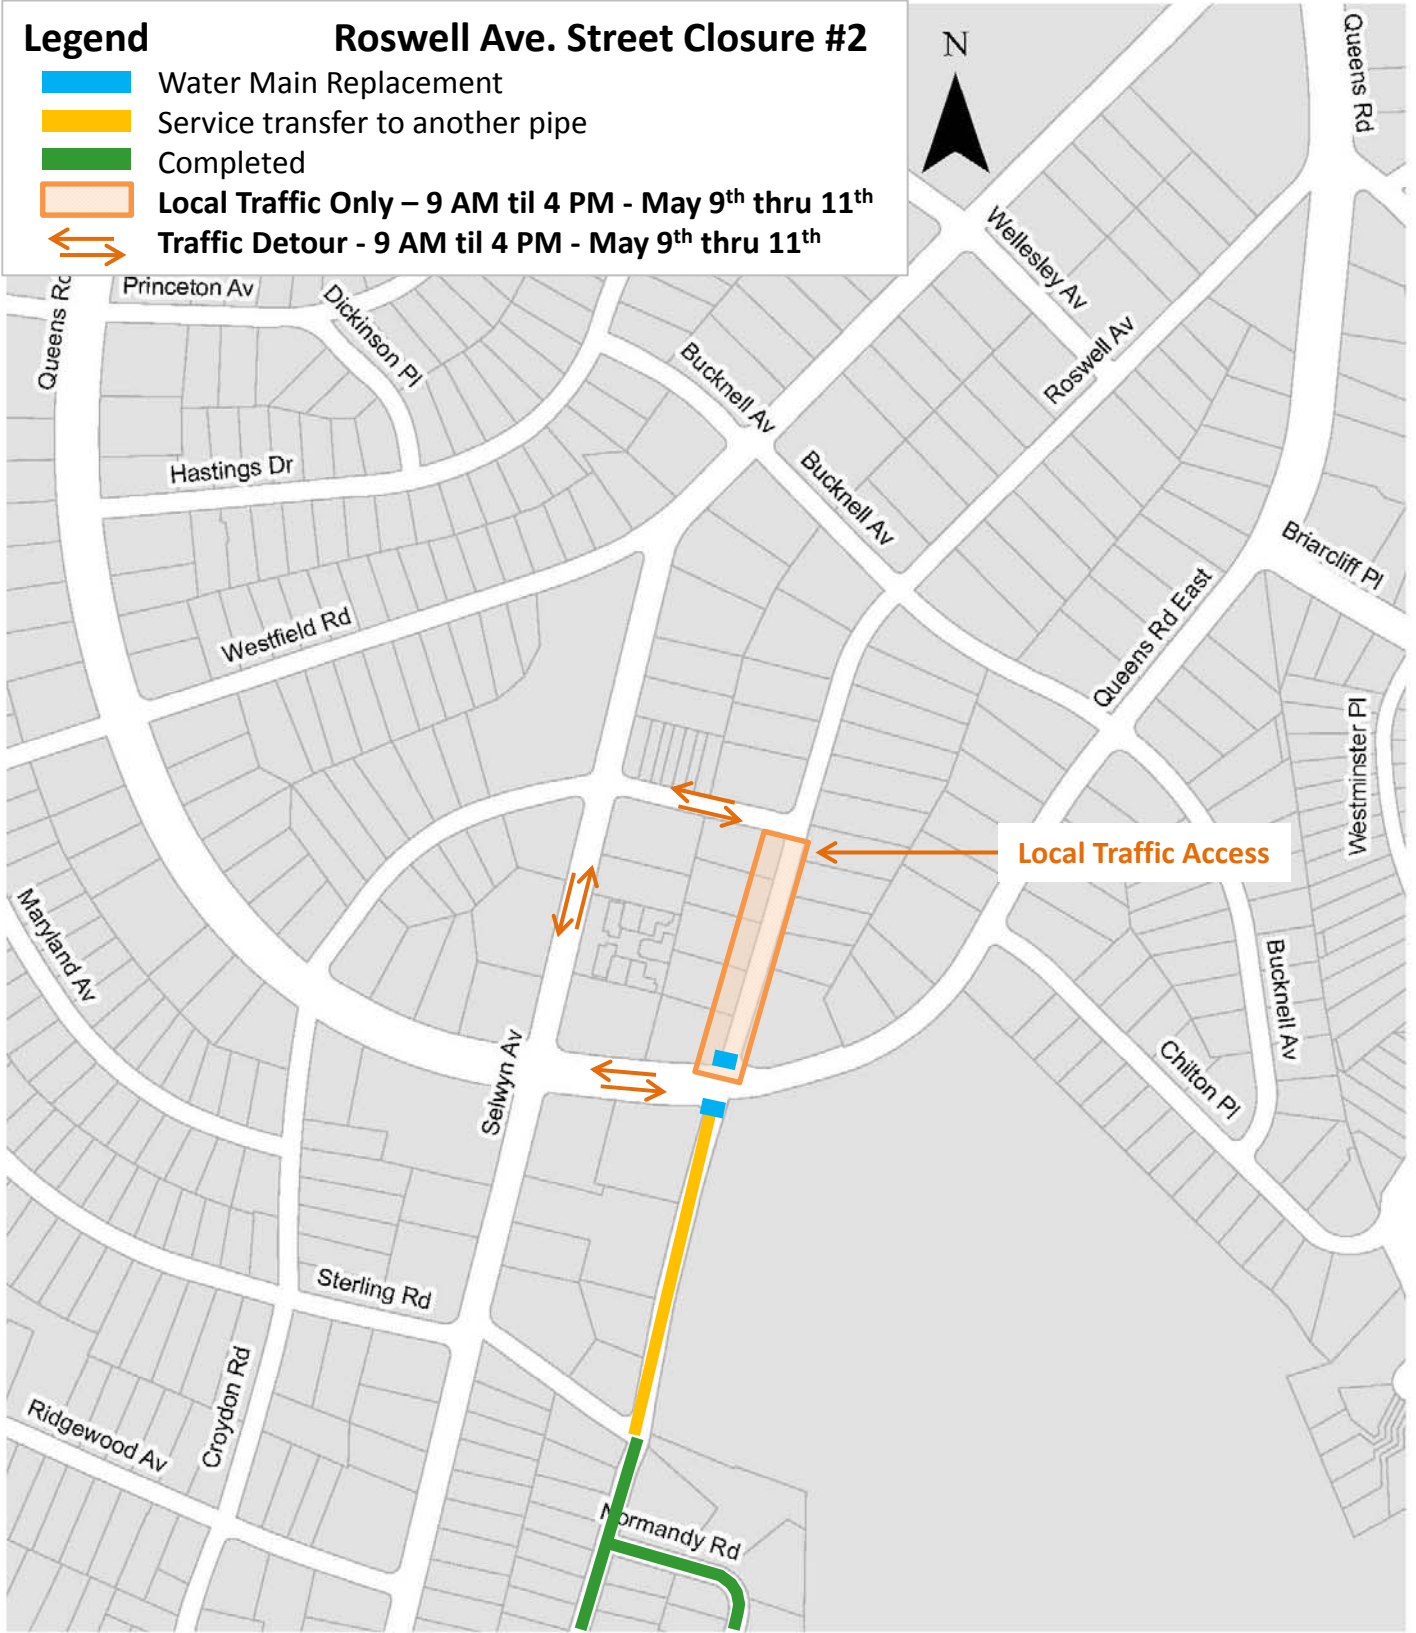 Legend
Roswell Ave. Street Closure #2
Water Main Replacement
Service transfer to another pipe
Completed
Local Traffic Only – 9 AM til 4 PM - May 9th thru 11th
Traffic Detour - 9 AM til 4 PM - May 9th thru 11th
N
Queens Rd
Wellesley Av
Princeton Av
Dickinson Pl
Queens Rd
Roswell Av
Bucknell Av
Hastings Dr
Bucknell Av
Briarcliff Pl
Westfield Rd
Queens Rd East
Westminster Pl
Local Traffic Access
Maryland Av
Bucknell Av
Selwyn Av
Chilton Pl
Sterling Rd
Croydon Rd
Ridgewood Av
Normandy Rd